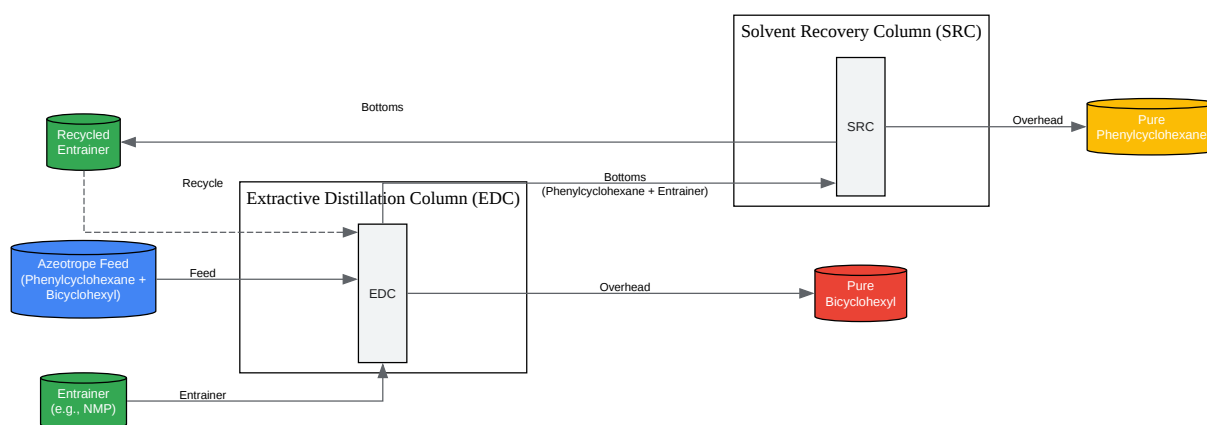 Solvent Recovery Column (SRC)
Bottoms
SRC
Overhead
Pure
Phenylcyclohexane
Recycled
Entrainer
Recycle
Bottoms
(Phenylcyclohexane + Entrainer)
Extractive Distillation Column (EDC)
Azeotrope Feed
(Phenylcyclohexane +
Bicyclohexyl)
Feed
EDC
Overhead
Pure
Bicyclohexyl
Entrainer
(e.g., NMP)
Entrainer